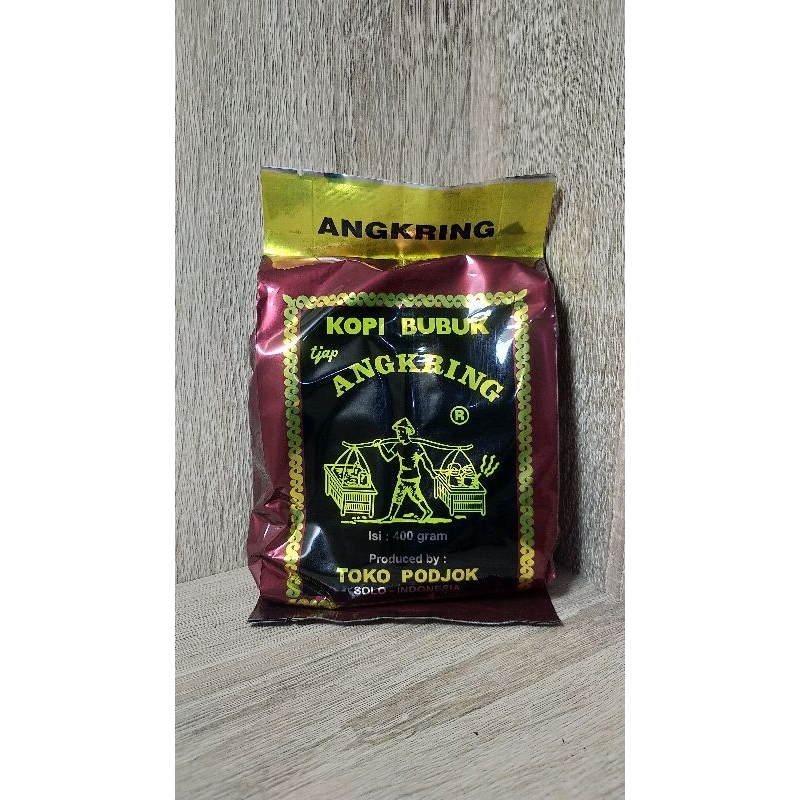 ANGKRING
KOPI BUBUK
tjap
ANGKRING
®
Isi : 400 gram
Produced by :
TOKO PODJOK
SOLO - INDONESIA